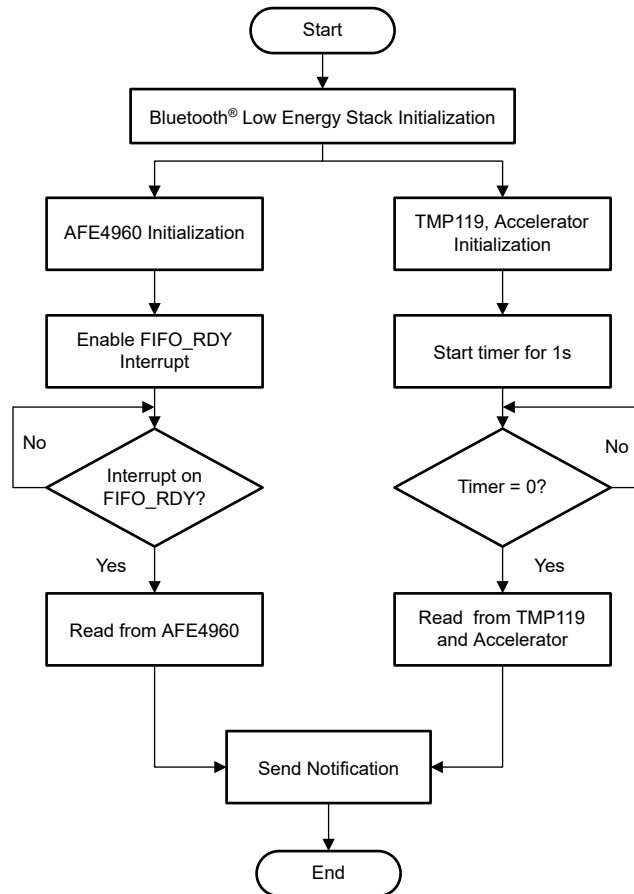 Start
Bluetooth® Low Energy Stack Initialization
AFE4960 Initialization
TMP119, Accelerator
Initialization
Enable FIFO_RDY
Interrupt
Start timer for 1s
No
Interrupt on
FIFO_RDY?
No
Timer = 0?
Yes
Yes
Read from AFE4960
Read  from TMP119
and Accelerator
Send Notification
End